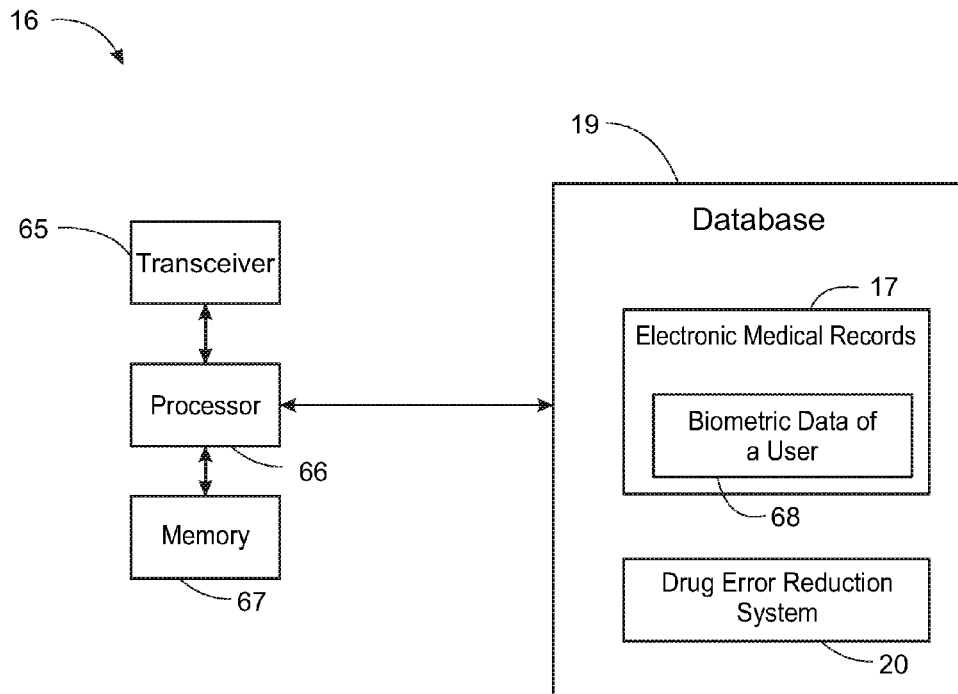 16
19
Database
65
Transceiver
17
Electronic Medical Records
Processor
Biometric Data of
a User
66
68
Memory
67
Drug Error Reduction
System
20